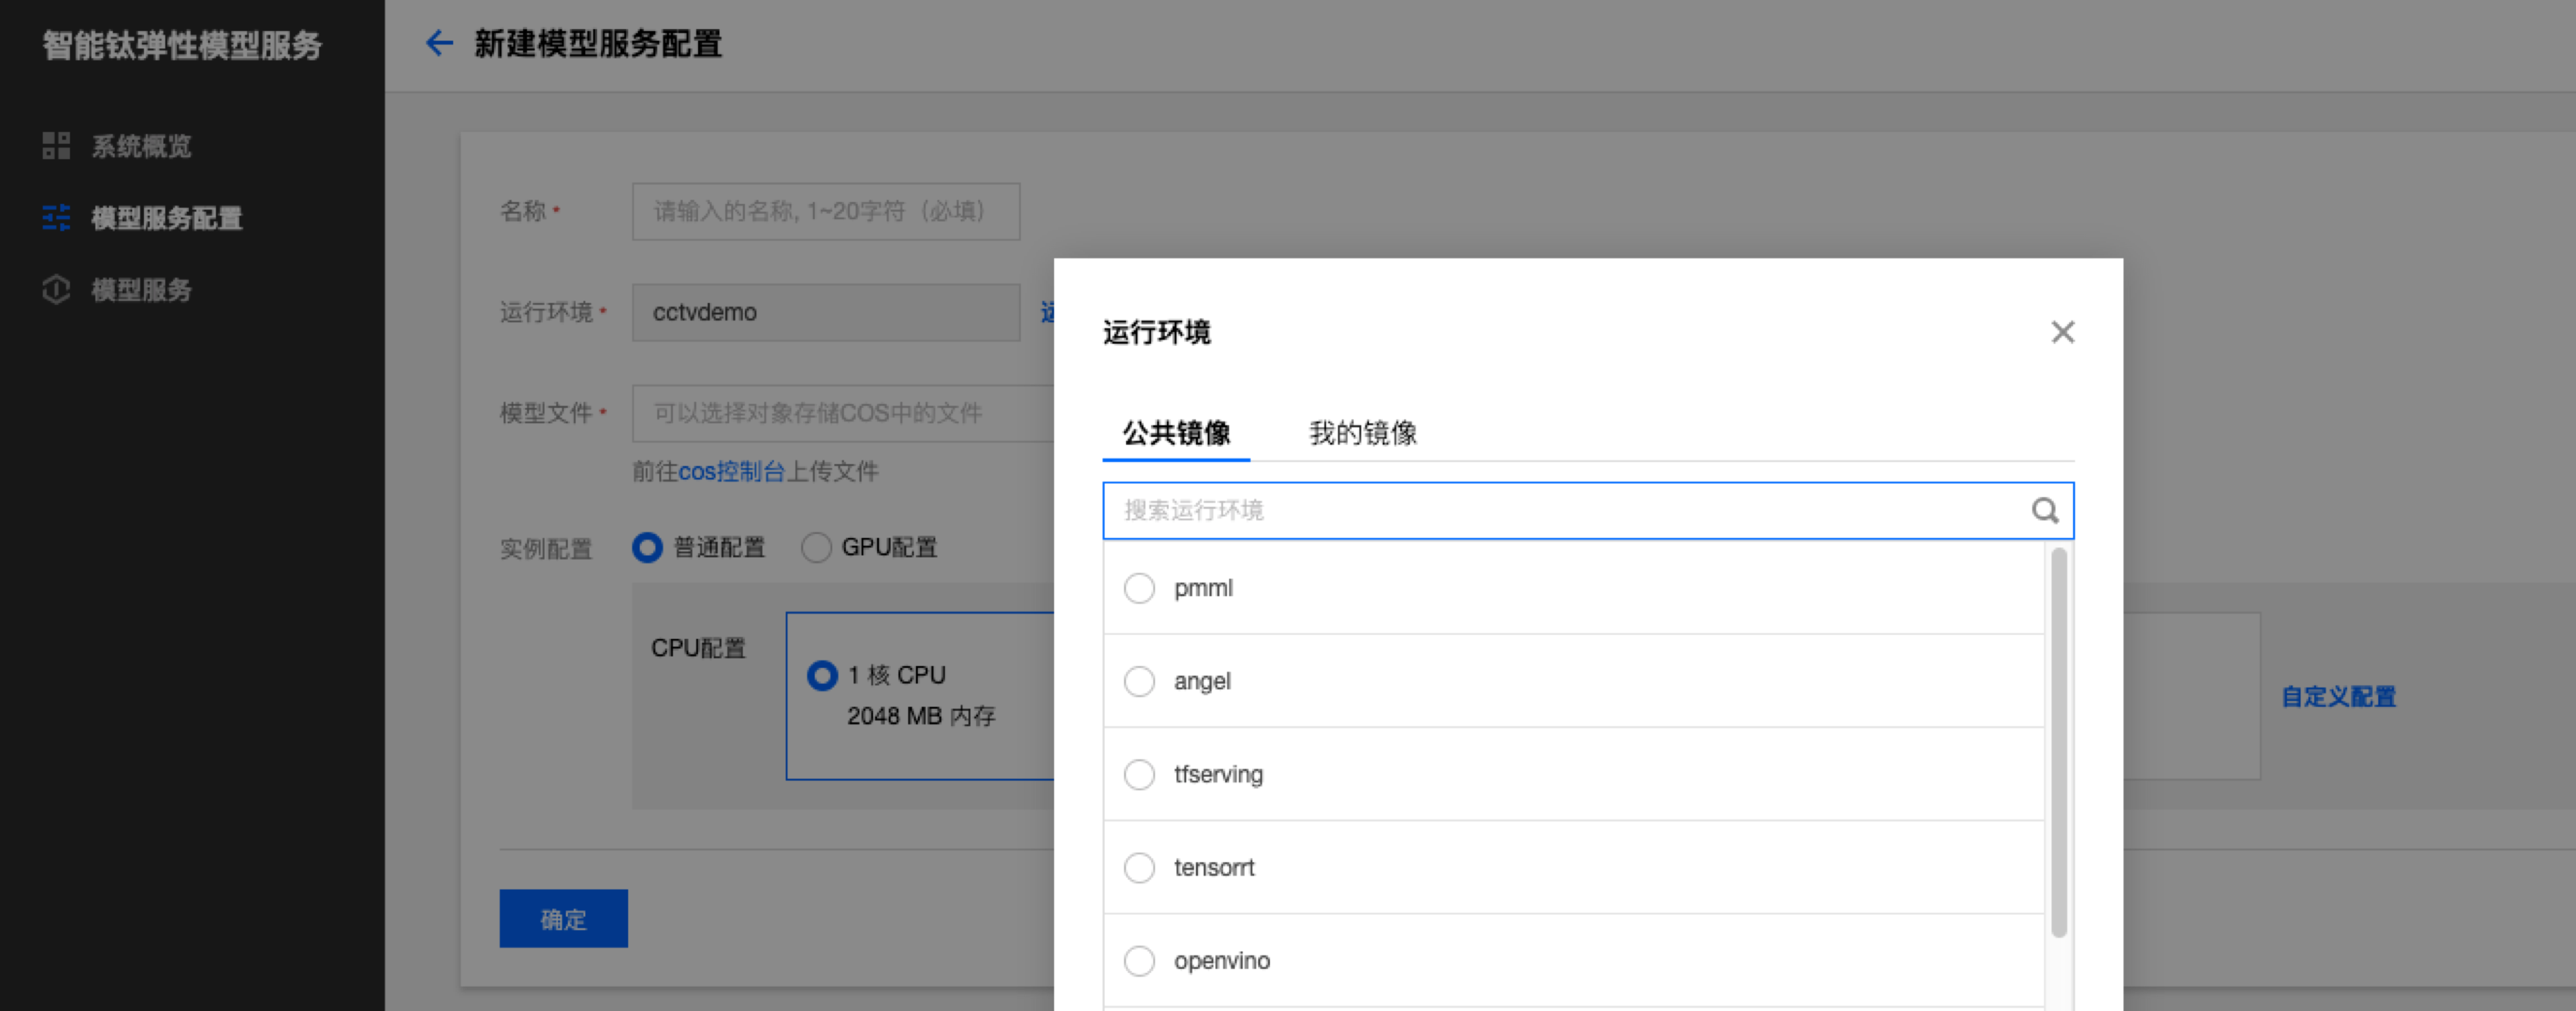 智能钛弹性模型服务
系统概览
模型服务配置
模型服务
新建模型服务配置
名称*
请输入的名称, 1~20字符（必填）
运行环境*
cctvdemo
模型文件*
可以选择对象存储COS中的文件
前往cos控制台上传文件
实例配置
普通配置
GPU配置
CPU配置
1 核 CPU
2048 MB 内存
自定义配置
确定
运行环境
公共镜像
我的镜像
搜索运行环境
pmml
angel
tfserving
tensorrt
openvino